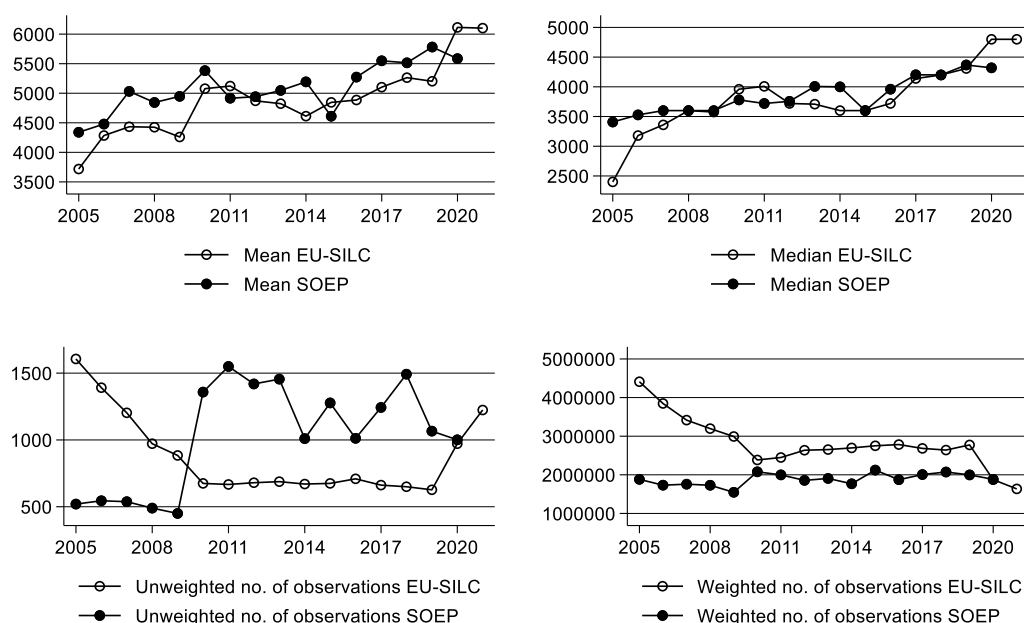 6000
5500
5000
4500
4000
3500
2005 2008 2011 2014 2017 2020
Mean EU-SILC
Mean SOEP
5000
4500
4000
3500
3000
2500
2005 2008 2011 2014 2017 2020
Median EU-SILC
Median SOEP
1500
1000
500
2005 2008 2011 2014 2017 2020
Unweighted no. of observations EU-SILC
Unweighted no. of observations SOEP
5000000
4000000
3000000
2000000
1000000
2005 2008 2011 2014 2017 2020
Weighted no. of observations EU-SILC
Weighted no. of observations SOEP